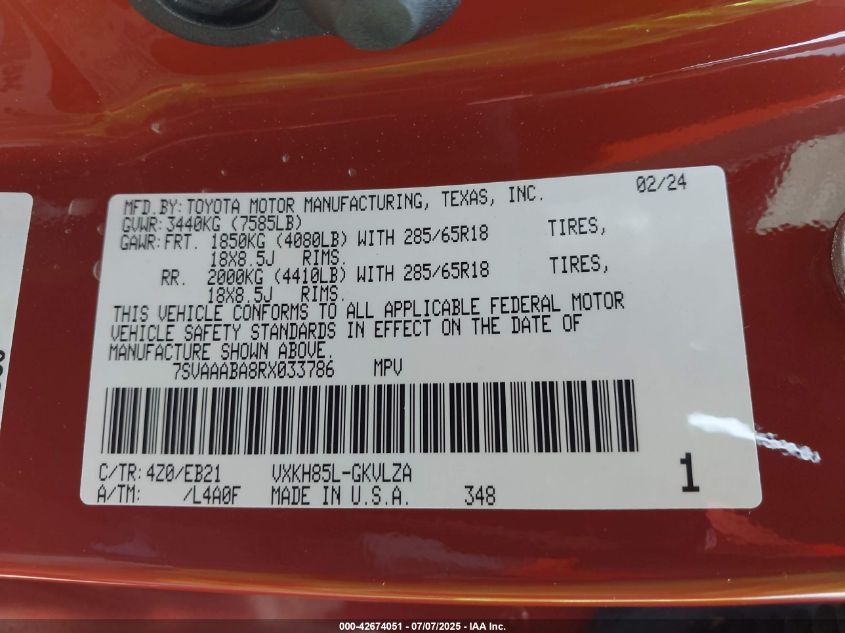 MFD.BY: TOYOTA MOTOR MANUFACTURING, TEXAS, INC. 02/24
GVWR: 3440KG (7585LB)
GAWR: FRT. 1850KG (4080LB) WITH 285/65R18 TIRES,
18X8.5J RIMS.
RR. 2000KG (4410LB) WITH 285/65R18 TIRES,
18X8.5J RIMS.
THIS VEHICLE CONFORMS TO ALL APPLICABLE FEDERAL MOTOR
VEHICLE SAFETY STANDARDS IN EFFECT ON THE DATE OF
MANUFACTURE SHOWN ABOVE.
7SVAAABA8RX033786 MPV
C/TR: 4Z0/EB21 VXKH85L-GKVLZA
A/TM: /L4A0F MADE IN U.S.A. 348 1
000-42674051 - 07/07/2025 - IAA Inc.